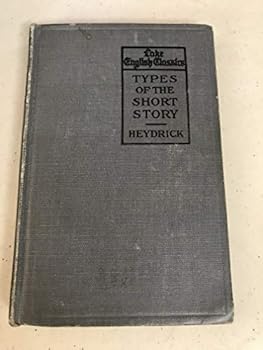 Lake
English Classics
TYPES
OF THE
SHORT
STORY
HEYDRICK